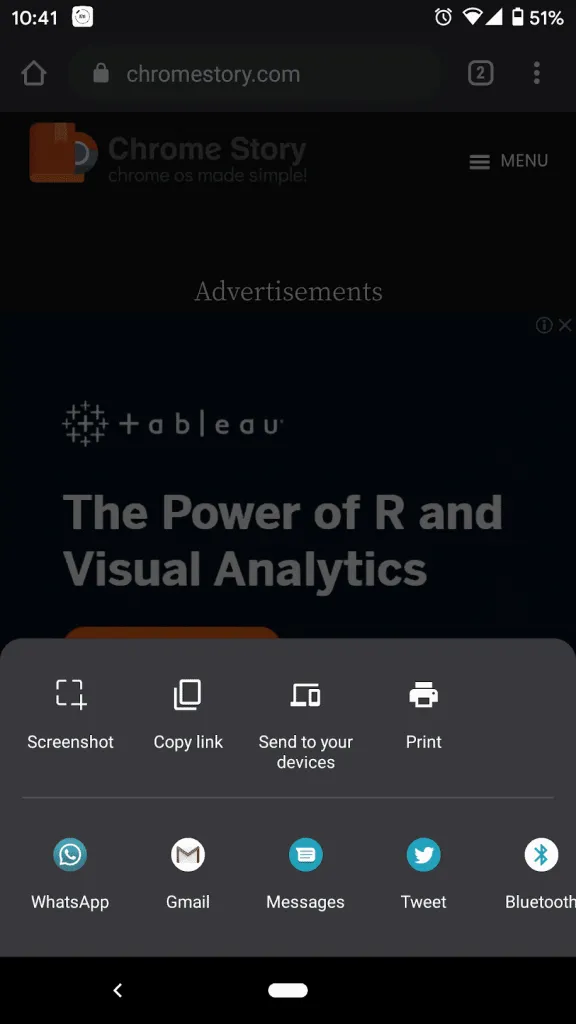 10:41
51%
chromestory.com
2
Chrome Story
chrome os made simple!
MENU
Advertisements
+ a b l e a u
The Power of R and
Visual Analytics
Screenshot
Copy link
Send to your
devices
Print
WhatsApp
Gmail
Messages
Tweet
Bluetooth